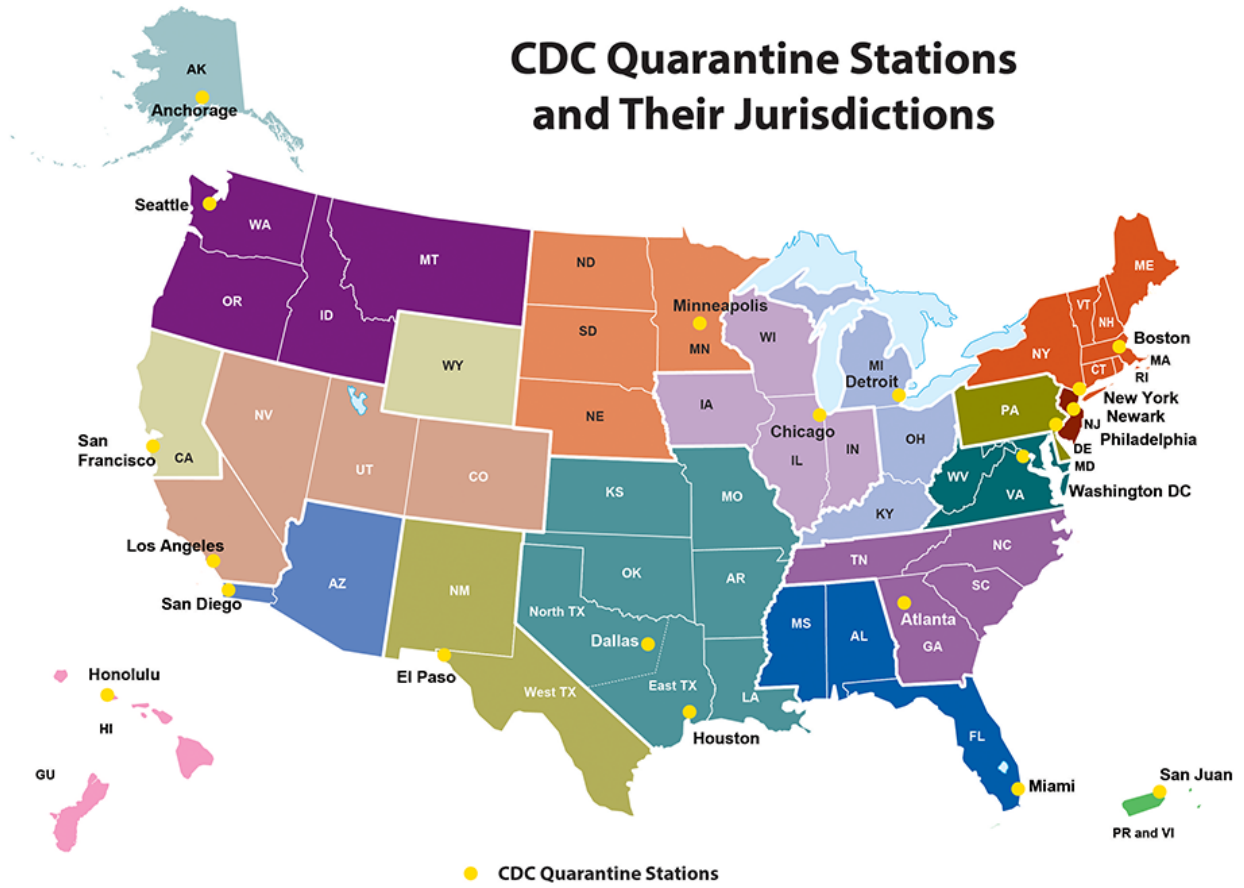 CDC Quarantine Stations
and Their Jurisdictions
AK
Anchorage
Seattle
WA
MT
OR
ID
ND
MN
Minneapolis
SD
WI
MI
Detroit
ME
VT
NH
NY
Boston
MA
CT
RI
WY
NE
IA
Chicago
IL
IN
OH
PA
New York
Newark
NJ
Philadelphia
DE
MD
Washington DC
San
Francisco
CA
NV
UT
CO
KS
MO
KY
WV
VA
Los Angeles
San Diego
AZ
NM
OK
AR
TN
NC
SC
North TX
Dallas
MS
AL
Atlanta
GA
El Paso
West TX
East TX
LA
Houston
FL
Miami
Honolulu
HI
GU
San Juan
PR and VI
CDC Quarantine Stations